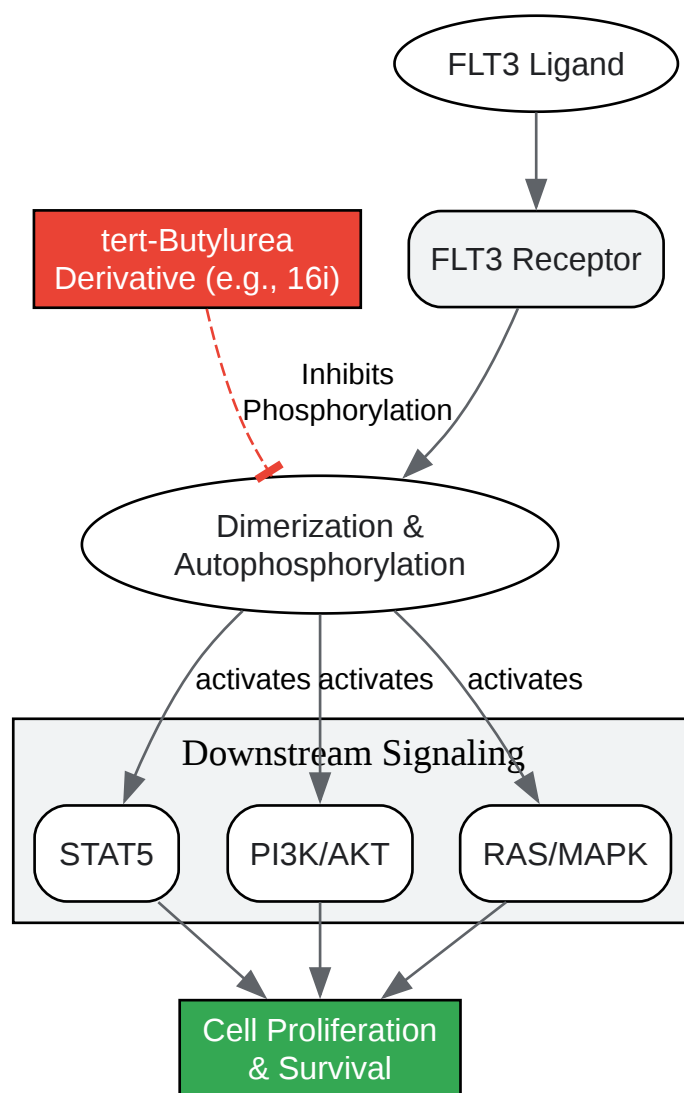 FLT3 Ligand
tert-Butylurea
Derivative (e.g., 16i)
FLT3 Receptor
Inhibits
Phosphorylation
Dimerization &
Autophosphorylation
activates activates activates
Downstream Signaling
STAT5 PI3K/AKT RAS/MAPK
Cell Proliferation
& Survival